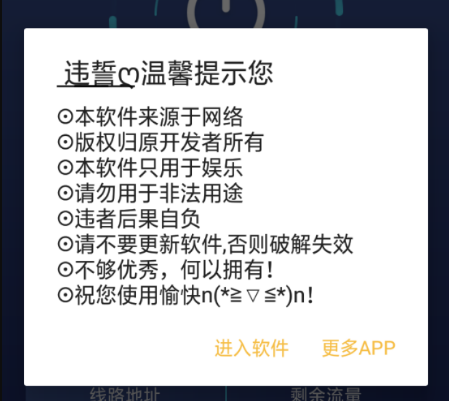 违誓ღ温馨提示您
⊙本软件来源于网络
⊙版权归原开发者所有
⊙本软件只用于娱乐
⊙请勿用于非法用途
⊙违者后果自负
⊙请不要更新软件,否则破解失效
⊙不够优秀，何以拥有！
⊙祝您使用愉快n(*≧▽≦*)n！
进入软件 更多APP
线路地址 剩余流量